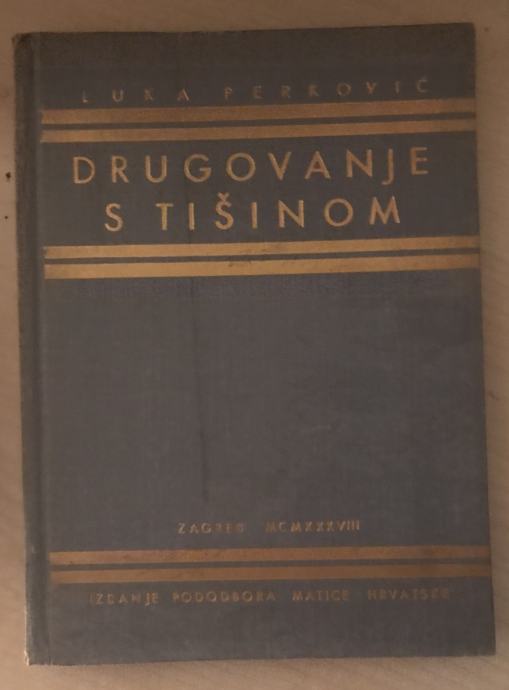 LUKA PERKOVIĆ
DRUGOVANJE
S TIŠINOM
ZAGREB MCMXXXVIII
IZDANJE PODODBORA MATICE HRVATSKE